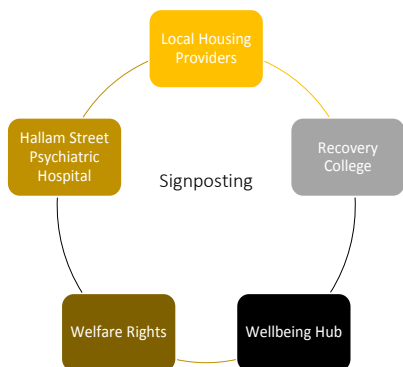 Local Housing
Providers
Hallam Street
Psychiatric
Hospital
Recovery
College
Signposting
Welfare Rights
Wellbeing Hub